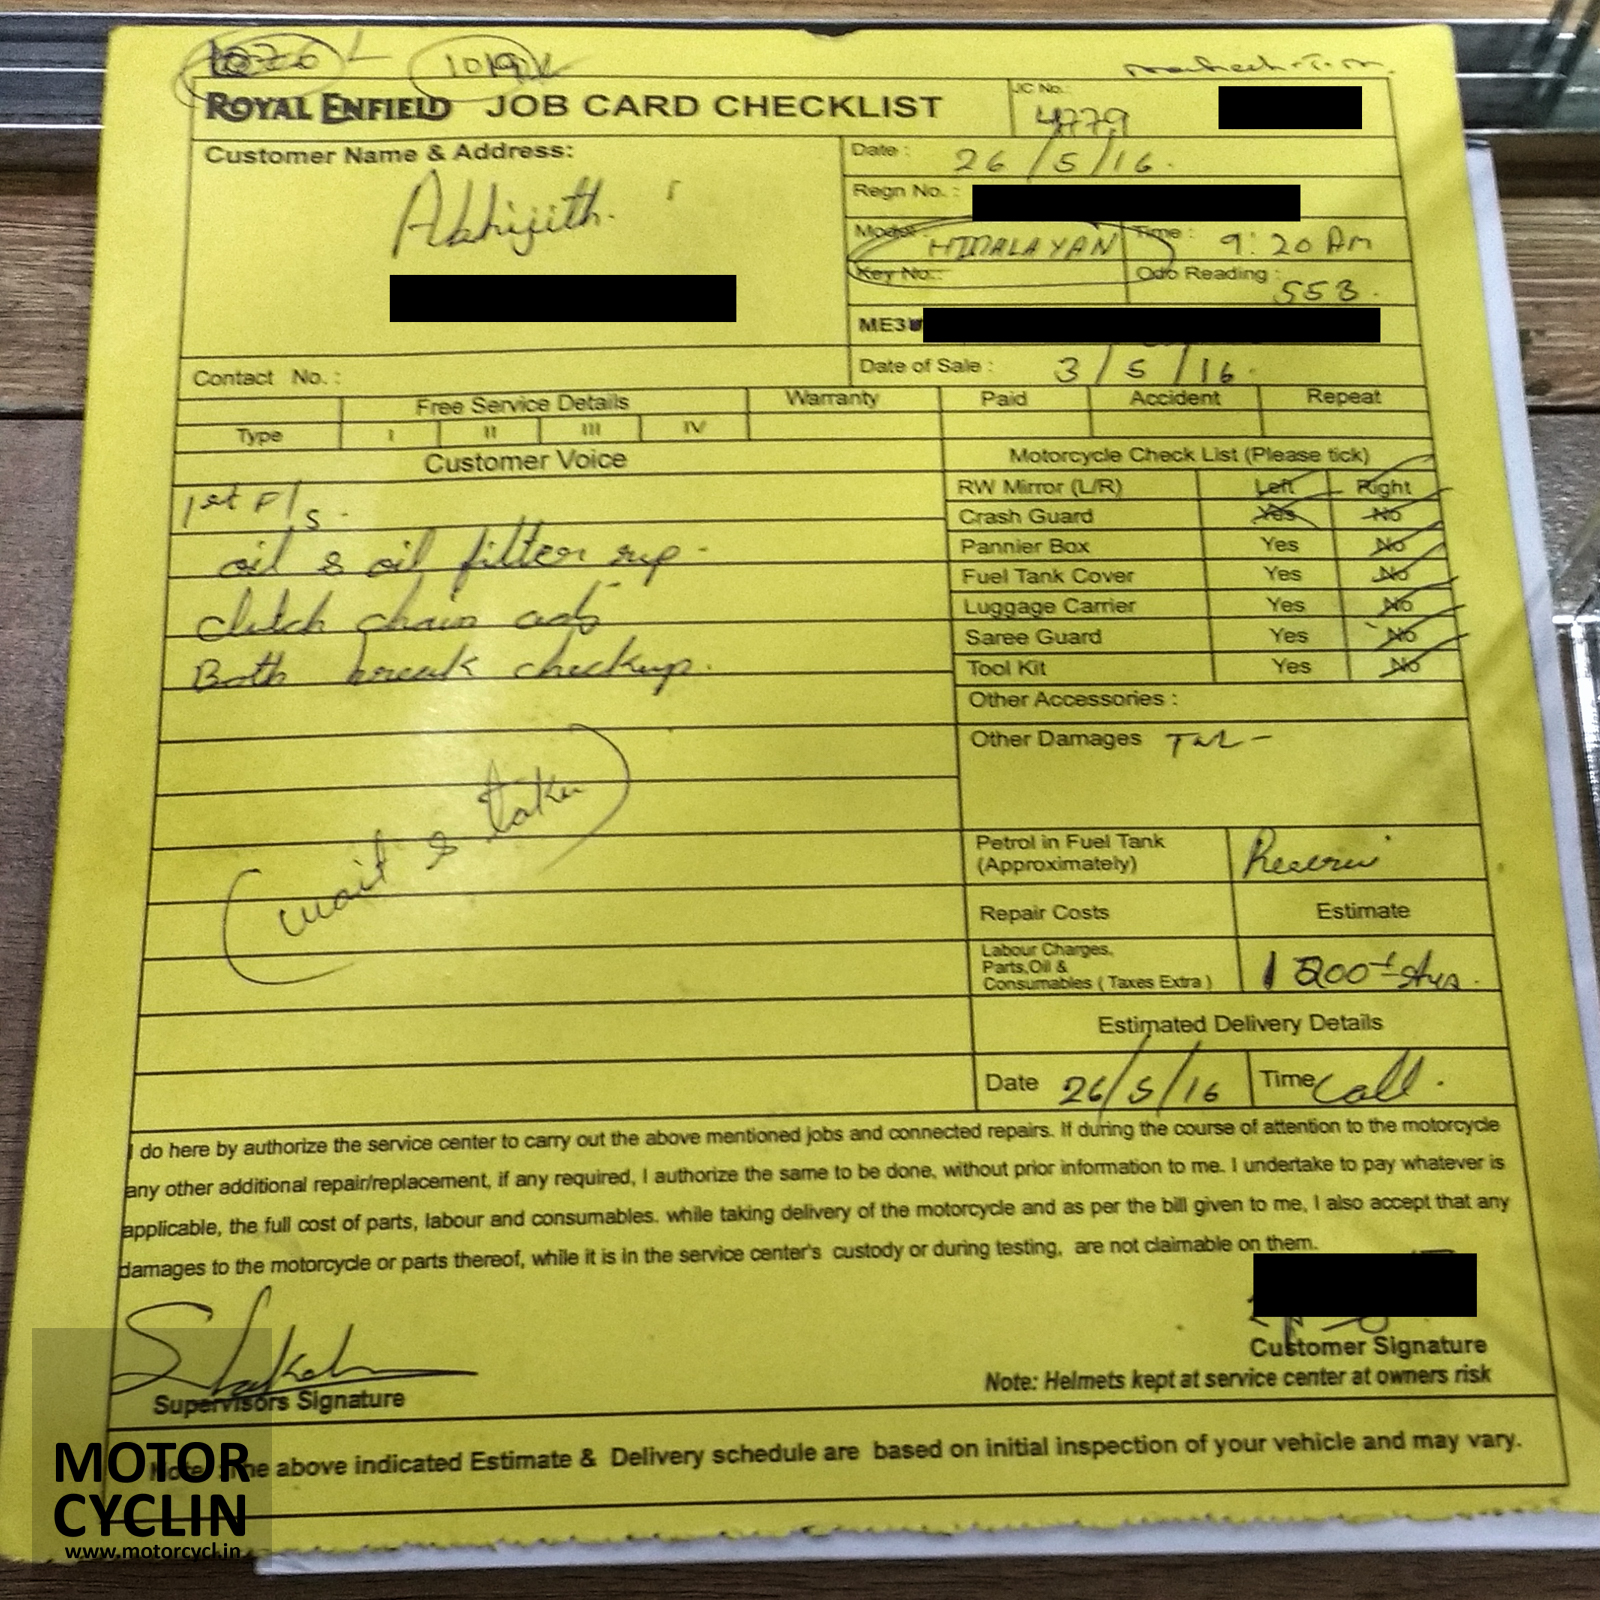 1019
ROYAL ENFIELD JOB CARD CHECKLIST
JC No.:
4779
Customer Name & Address:
Abhijith.
Date : 26/5/16.
Regn No. :
Model : HIMALAYAN
Time : 9:20 Am
Key No.:
Odo Reading : 553.
ME3
Contact No. :
Date of Sale : 3/5/16.
Free Service Details Warranty Paid Accident Repeat
Type I II III IV
Customer Voice
Motorcycle Check List (Please tick)
1st F/s.
oil & oil filter rep.
clutch chain adj
Both break checkup.
(wait & take)
RW Mirror (L/R) Left Right
Crash Guard Yes No
Pannier Box Yes No
Fuel Tank Cover Yes No
Luggage Carrier Yes No
Saree Guard Yes No
Tool Kit Yes No
Other Accessories :
Other Damages
Petrol in Fuel Tank
(Approximately)
Reserve
Repair Costs Estimate
Labour Charges,
Parts,Oil &
Consumables ( Taxes Extra )
Estimated Delivery Details
Date 26/5/16 Time Call.
I do here by authorize the service center to carry out the above mentioned jobs and connected repairs. If during the course of attention to the motorcycle
any other additional repair/replacement, if any required, I authorize the same to be done, without prior information to me. I undertake to pay whatever is
applicable, the full cost of parts, labour and consumables. while taking delivery of the motorcycle and as per the bill given to me, I also accept that any
damages to the motorcycle or parts thereof, while it is in the service center's custody or during testing, are not claimable on them.
Supervisors Signature
Customer Signature
Note: Helmets kept at service center at owners risk
Note: The above indicated Estimate & Delivery schedule are based on initial inspection of your vehicle and may vary.
MOTOR
CYCLIN
www.motorcycl.in